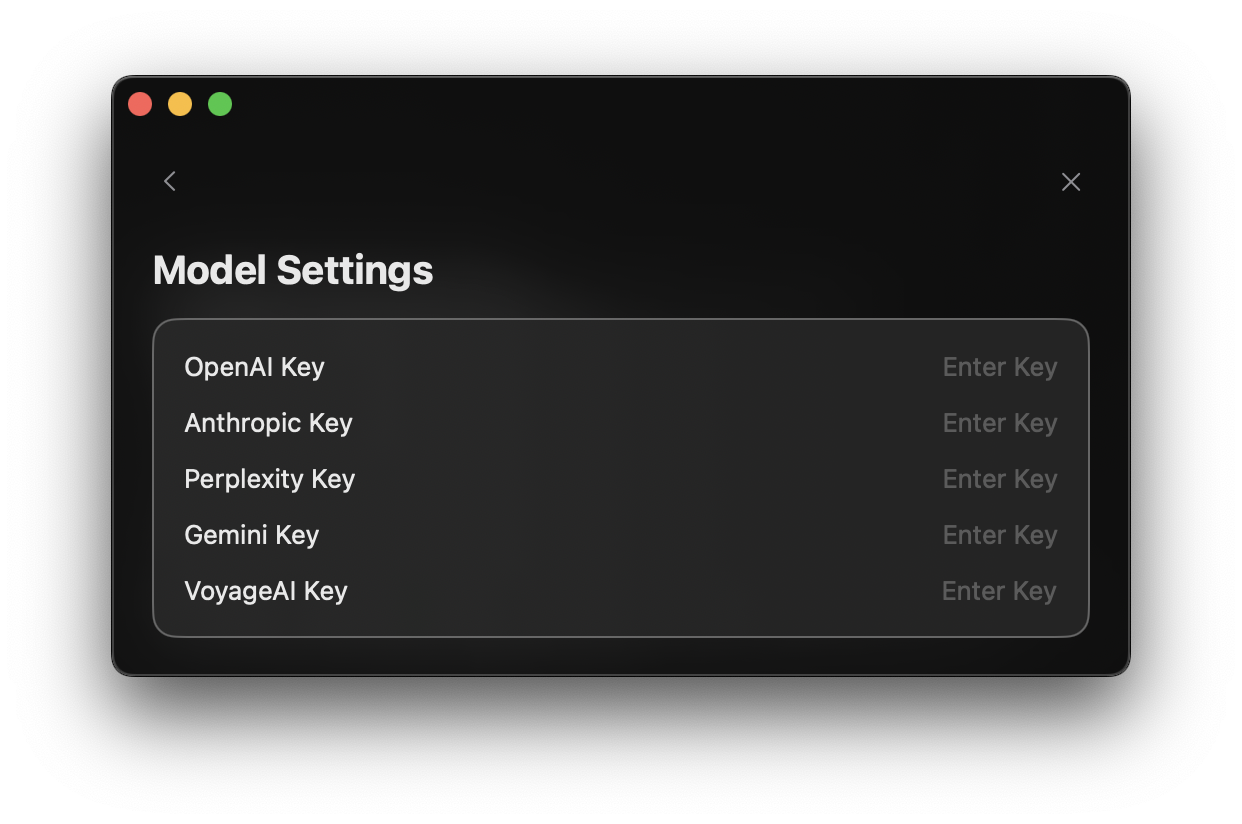 Model Settings
OpenAI Key Enter Key
Anthropic Key Enter Key
Perplexity Key Enter Key
Gemini Key Enter Key
VoyageAI Key Enter Key